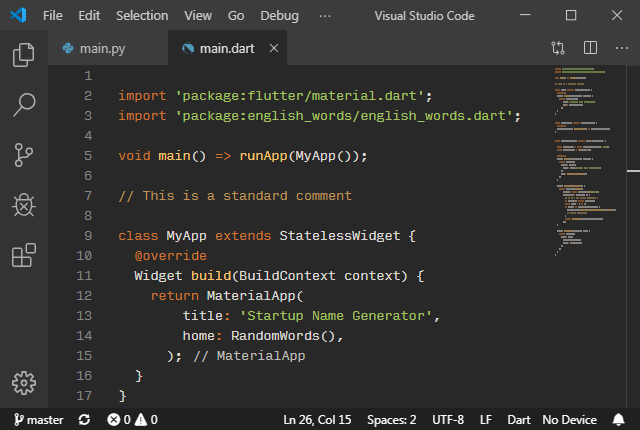 File Edit Selection View Go Debug ··· Visual Studio Code
main.py main.dart
1
2 import 'package:flutter/material.dart';
3 import 'package:english_words/english_words.dart';
4
5 void main() => runApp(MyApp());
6
7 // This is a standard comment
8
9 class MyApp extends StatelessWidget {
10 @override
11 Widget build(BuildContext context) {
12 return MaterialApp(
13 title: 'Startup Name Generator',
14 home: RandomWords(),
15 ); // MaterialApp
16 }
17 }
master 0 0 Ln 26, Col 15 Spaces: 2 UTF-8 LF Dart No Device